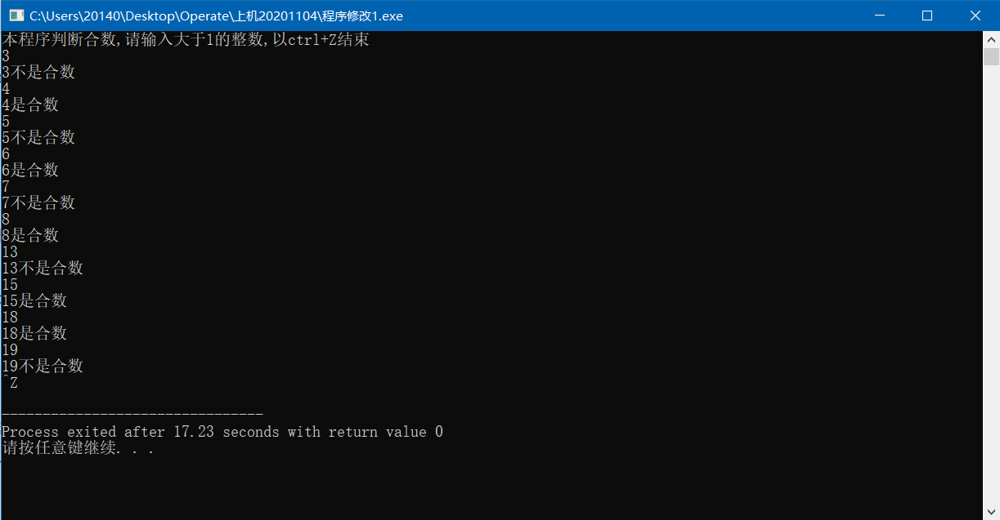 C:\Users\20140\Desktop\Operate\上机20201104\程序修改1.exe
本程序判断合数,请输入大于1的整数,以ctrl+Z结束
3
3不是合数
4
4是合数
5
5不是合数
6
6是合数
7
7不是合数
8
8是合数
13
13不是合数
15
15是合数
18
18是合数
19
19不是合数
^Z
--------------------------------
Process exited after 17.23 seconds with return value 0
请按任意键继续. . .